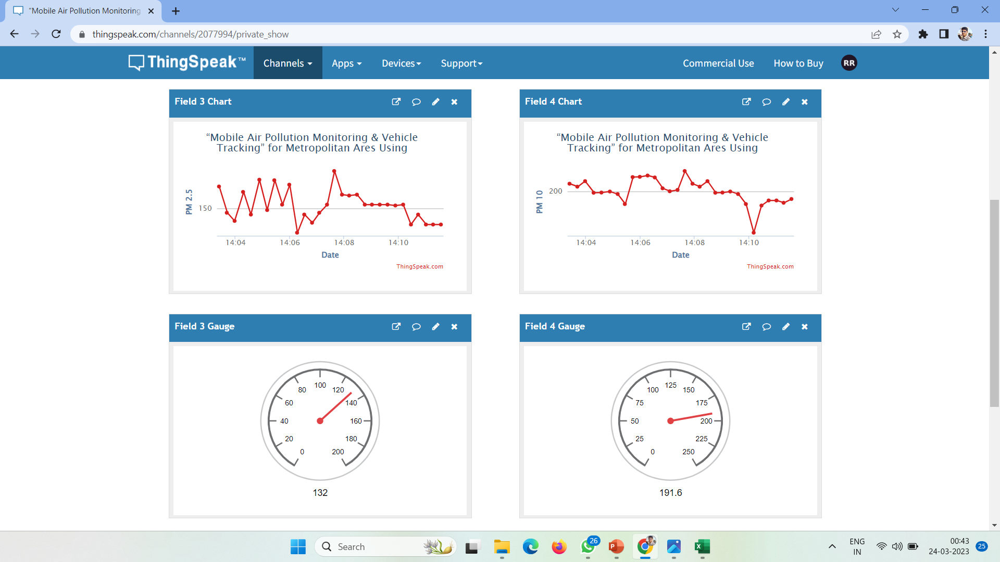 “Mobile Air Pollution Monitoring
thingspeak.com/channels/2077994/private_show
ThingSpeak™
Channels
Apps
Devices
Support
Commercial Use
How to Buy
RR
Field 3 Chart
“Mobile Air Pollution Monitoring & Vehicle
Tracking” for Metropolitan Ares Using
PM 2.5
150
14:04 14:06 14:08 14:10
Date
ThingSpeak.com
Field 4 Chart
“Mobile Air Pollution Monitoring & Vehicle
Tracking” for Metropolitan Ares Using
PM 10
200
14:04 14:06 14:08 14:10
Date
ThingSpeak.com
Field 3 Gauge
0 20 40 60 80 100 120 140 160 180 200
132
Field 4 Gauge
0 25 50 75 100 125 150 175 200 225 250
191.6
Search
26
ENG
IN
00:43
24-03-2023
25